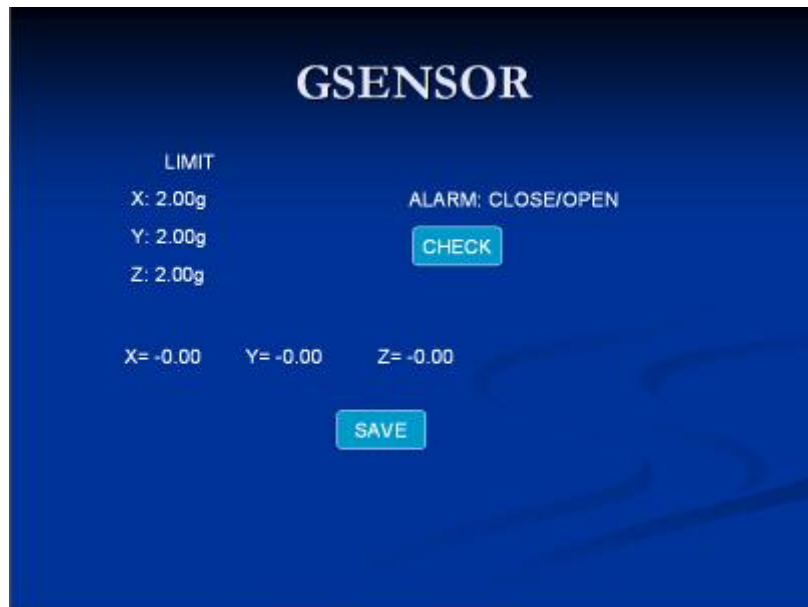 GSENSOR
LIMIT
X: 2.00g
ALARM: CLOSE/OPEN
Y: 2.00g
CHECK
Z: 2.00g
X= -0.00 Y= -0.00 Z= -0.00
SAVE